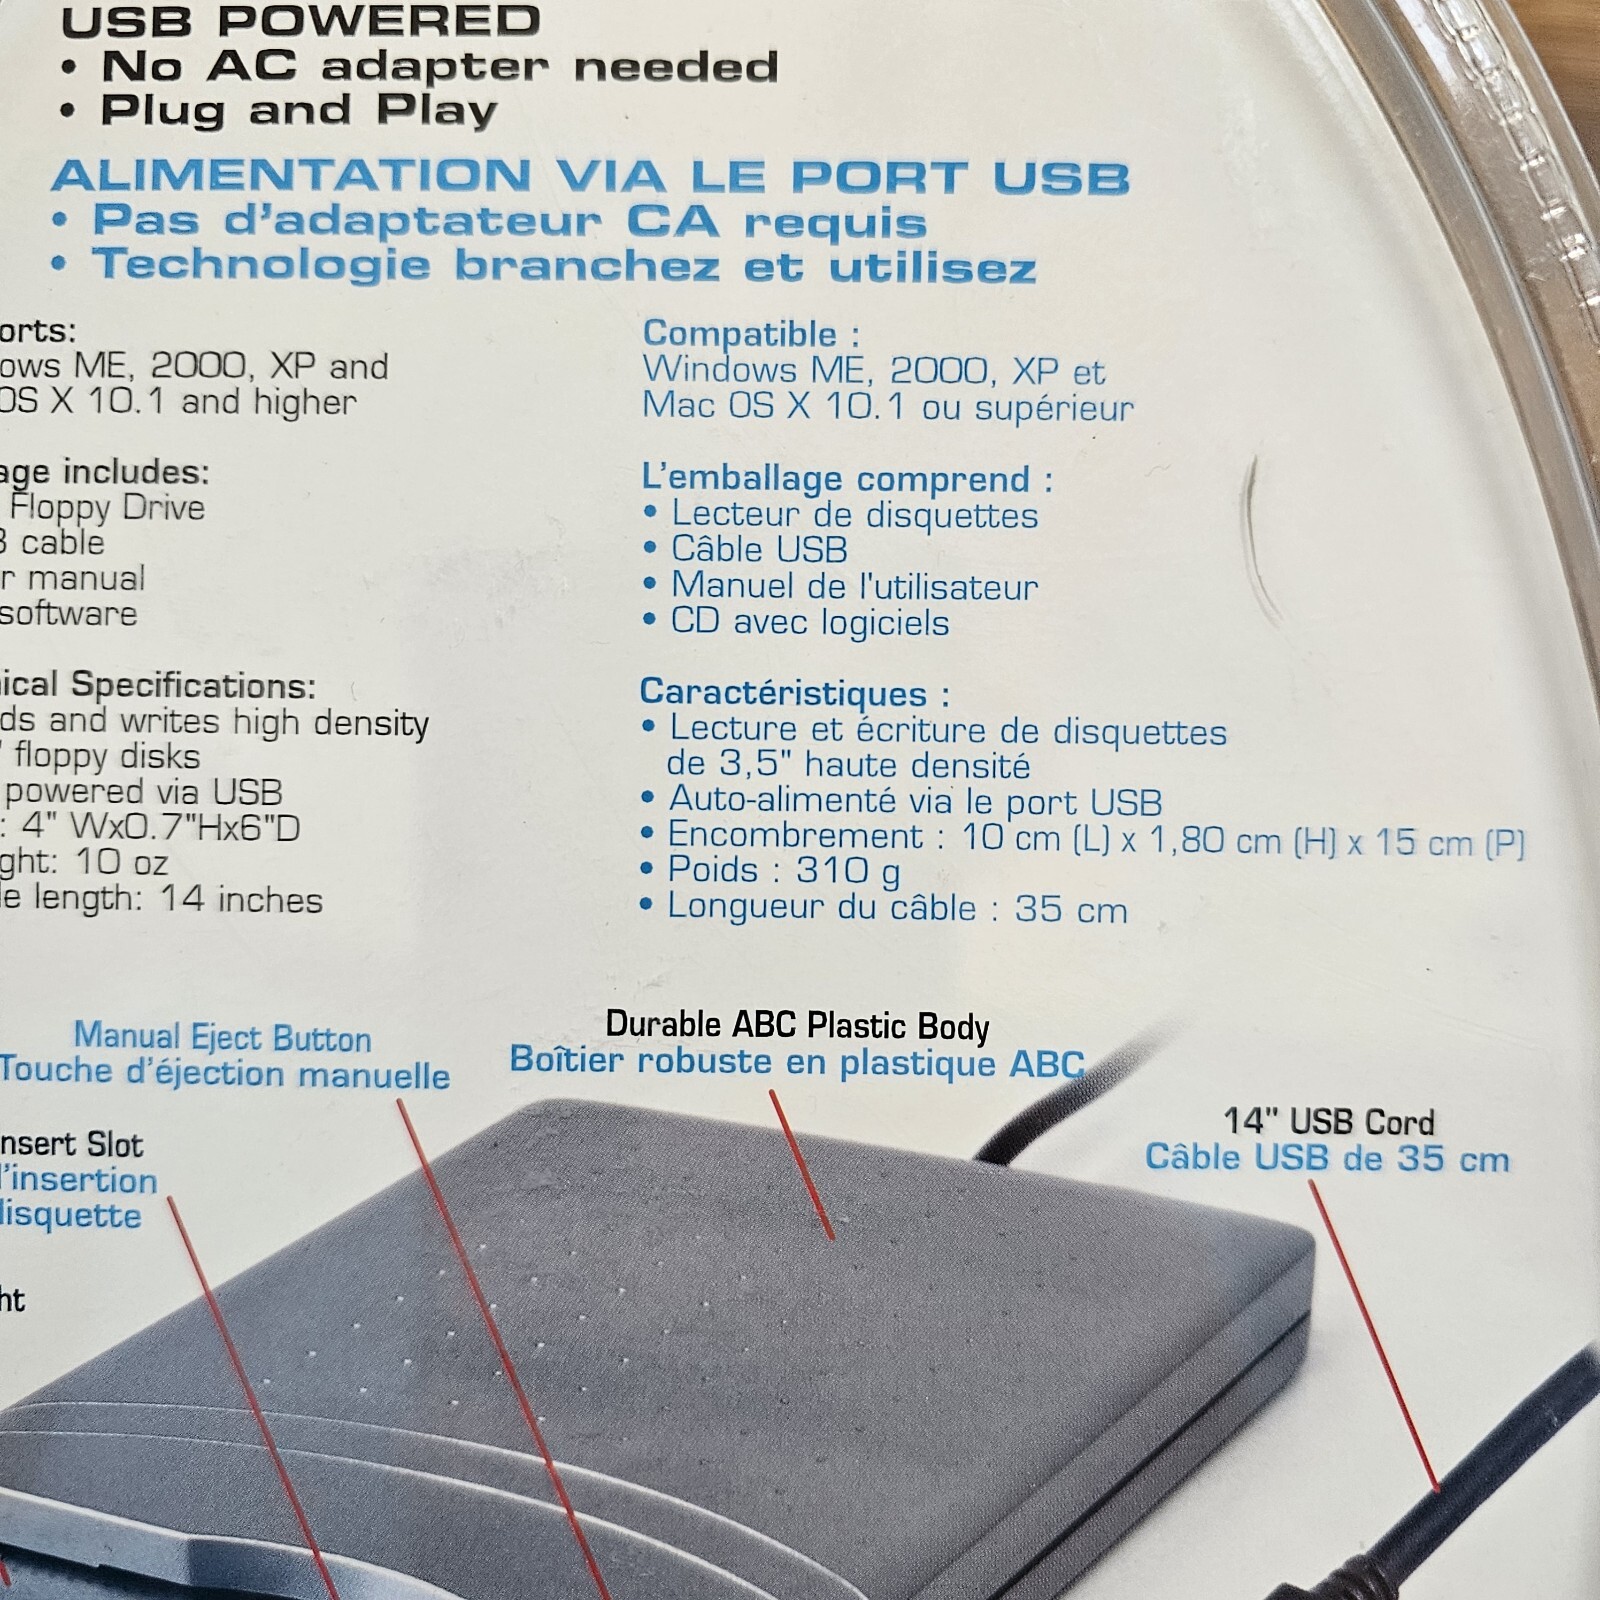 USB POWERED
• No AC adapter needed
• Plug and Play
ALIMENTATION VIA LE PORT USB
• Pas d'adaptateur CA requis
• Technologie branchez et utilisez
orts:
ows ME, 2000, XP and
OS X 10.1 and higher
age includes:
Floppy Drive
B cable
r manual
software
ical Specifications:
ds and writes high density
" floppy disks
powered via USB
: 4" Wx0.7"Hx6"D
ght: 10 oz
le length: 14 inches
Compatible :
Windows ME, 2000, XP et
Mac OS X 10.1 ou supérieur
L'emballage comprend :
• Lecteur de disquettes
• Câble USB
• Manuel de l'utilisateur
• CD avec logiciels
Caractéristiques :
• Lecture et écriture de disquettes
de 3,5" haute densité
• Auto-alimenté via le port USB
• Encombrement : 10 cm (L) x 1,80 cm (H) x 15 cm (P)
• Poids : 310 g
• Longueur du câble : 35 cm
Manual Eject Button
Touche d'éjection manuelle
Durable ABC Plastic Body
Boîtier robuste en plastique ABC
14" USB Cord
Câble USB de 35 cm
nsert Slot
l'insertion
lisquette
ht